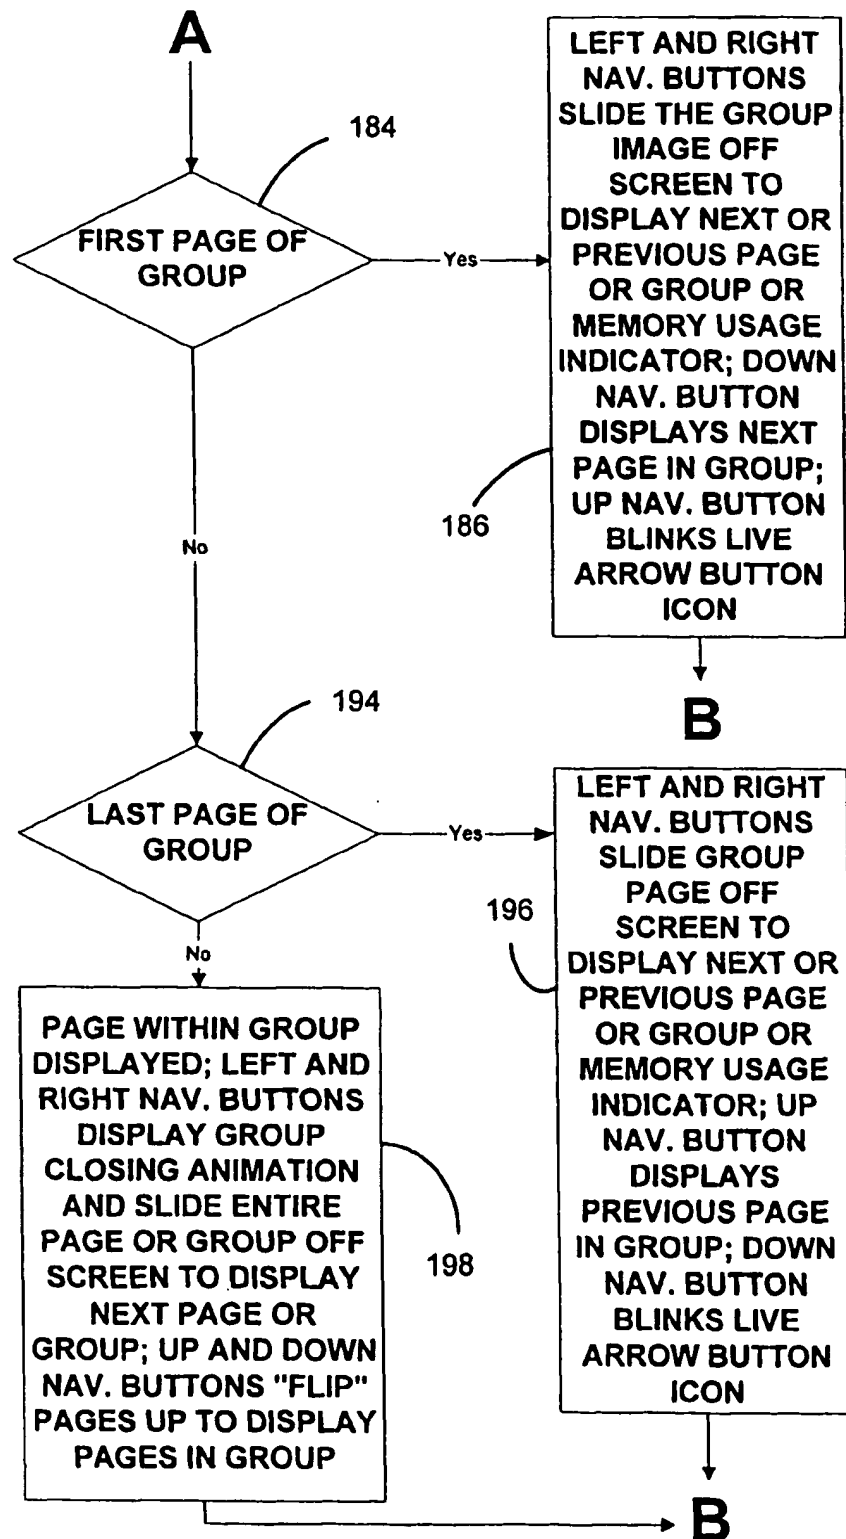 A
184
FIRST PAGE OF
GROUP
Yes
LEFT AND RIGHT
NAV. BUTTONS
SLIDE THE GROUP
IMAGE OFF
SCREEN TO
DISPLAY NEXT OR
PREVIOUS PAGE
OR GROUP OR
MEMORY USAGE
INDICATOR; DOWN
NAV. BUTTON
DISPLAYS NEXT
PAGE IN GROUP;
UP NAV. BUTTON
BLINKS LIVE
ARROW BUTTON
ICON
186
B
No
194
LAST PAGE OF
GROUP
Yes
LEFT AND RIGHT
NAV. BUTTONS
SLIDE GROUP
PAGE OFF
SCREEN TO
DISPLAY NEXT OR
PREVIOUS PAGE
OR GROUP OR
MEMORY USAGE
INDICATOR; UP
NAV. BUTTON
DISPLAYS
PREVIOUS PAGE
IN GROUP; DOWN
NAV. BUTTON
BLINKS LIVE
ARROW BUTTON
ICON
196
No
PAGE WITHIN GROUP
DISPLAYED; LEFT AND
RIGHT NAV. BUTTONS
DISPLAY GROUP
CLOSING ANIMATION
AND SLIDE ENTIRE
PAGE OR GROUP OFF
SCREEN TO DISPLAY
NEXT PAGE OR
GROUP; UP AND DOWN
NAV. BUTTONS "FLIP"
PAGES UP TO DISPLAY
PAGES IN GROUP
198
B